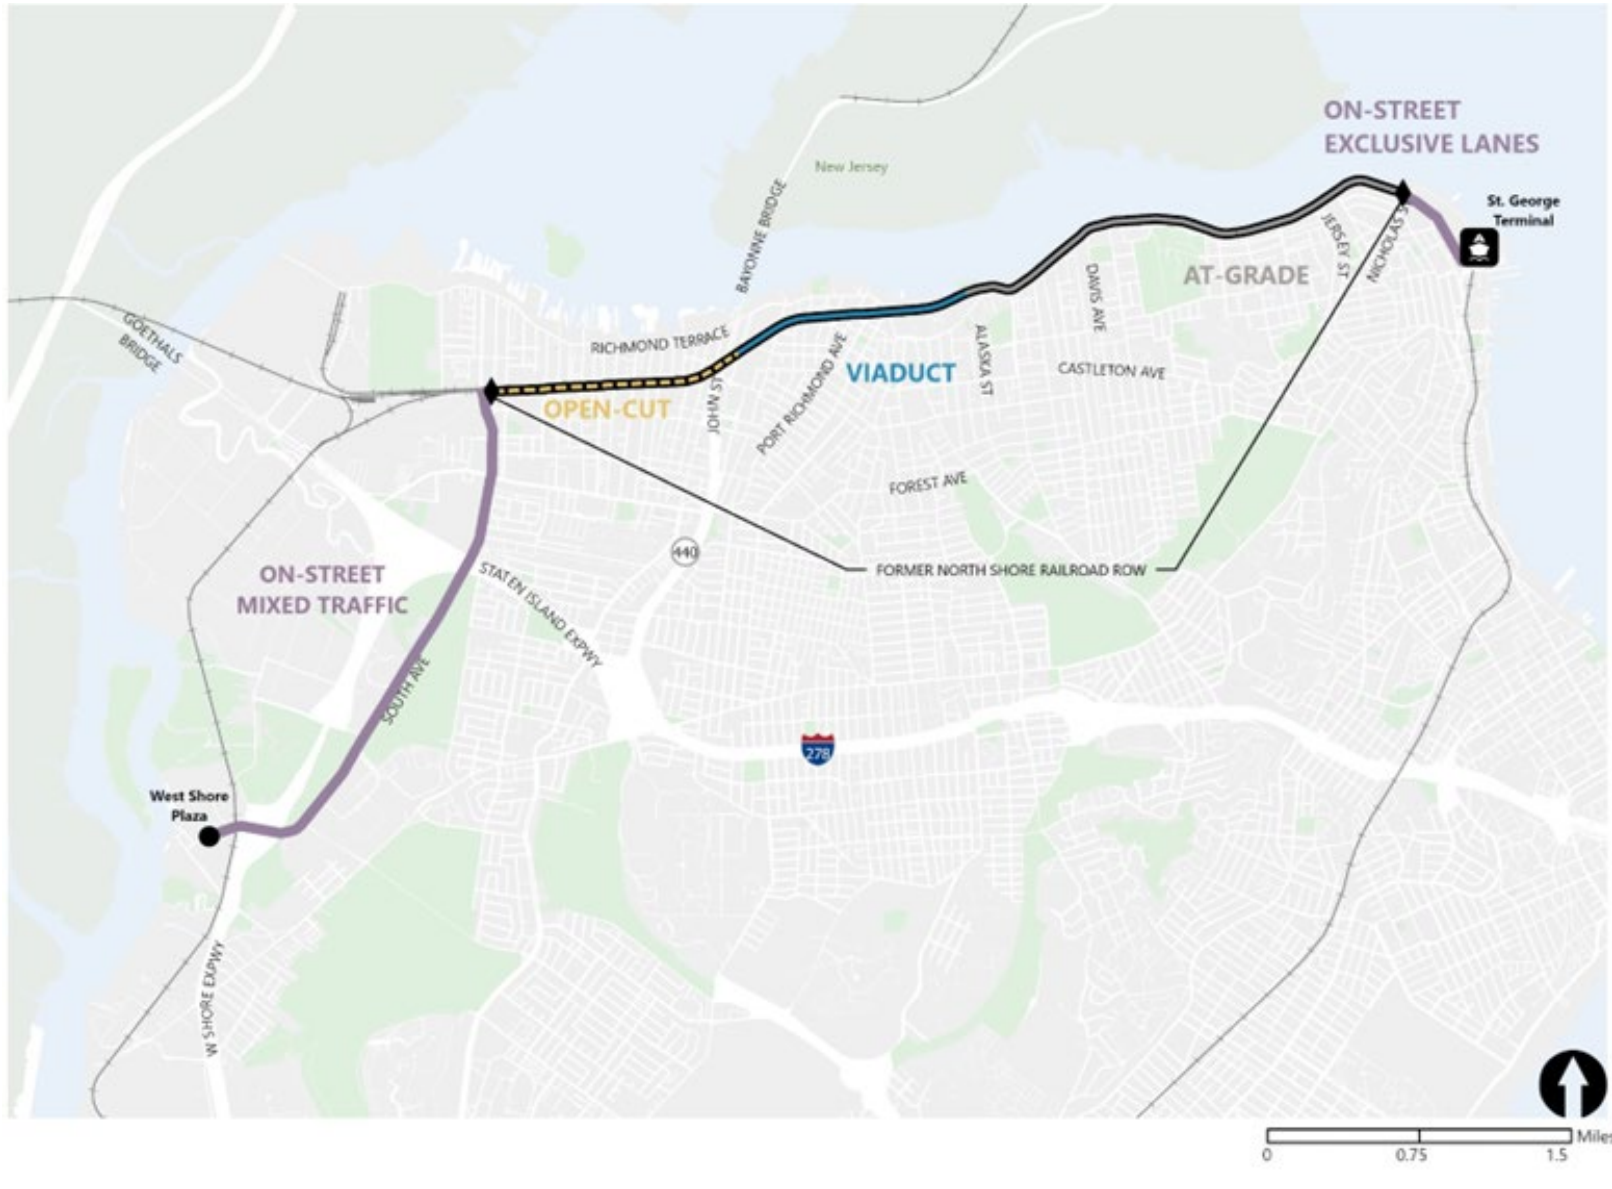 ON-STREET
EXCLUSIVE LANES
New Jersey
BAYONNE BRIDGE
St. George
Terminal
JERSEY ST
NICHOLAS S
AT-GRADE
DAVIS AVE
GOETHALS
BRIDGE
RICHMOND TERRACE
ALASKA ST
CASTLETON AVE
PORT RICHMOND AVE
VIADUCT
JOHN ST
OPEN-CUT
FOREST AVE
440
FORMER NORTH SHORE RAILROAD ROW
ON-STREET
MIXED TRAFFIC
STATEN ISLAND EXPWY
SOUTH AVE
278
West Shore
Plaza
W SHORE EXPWY
Miles
0 0.75 1.5